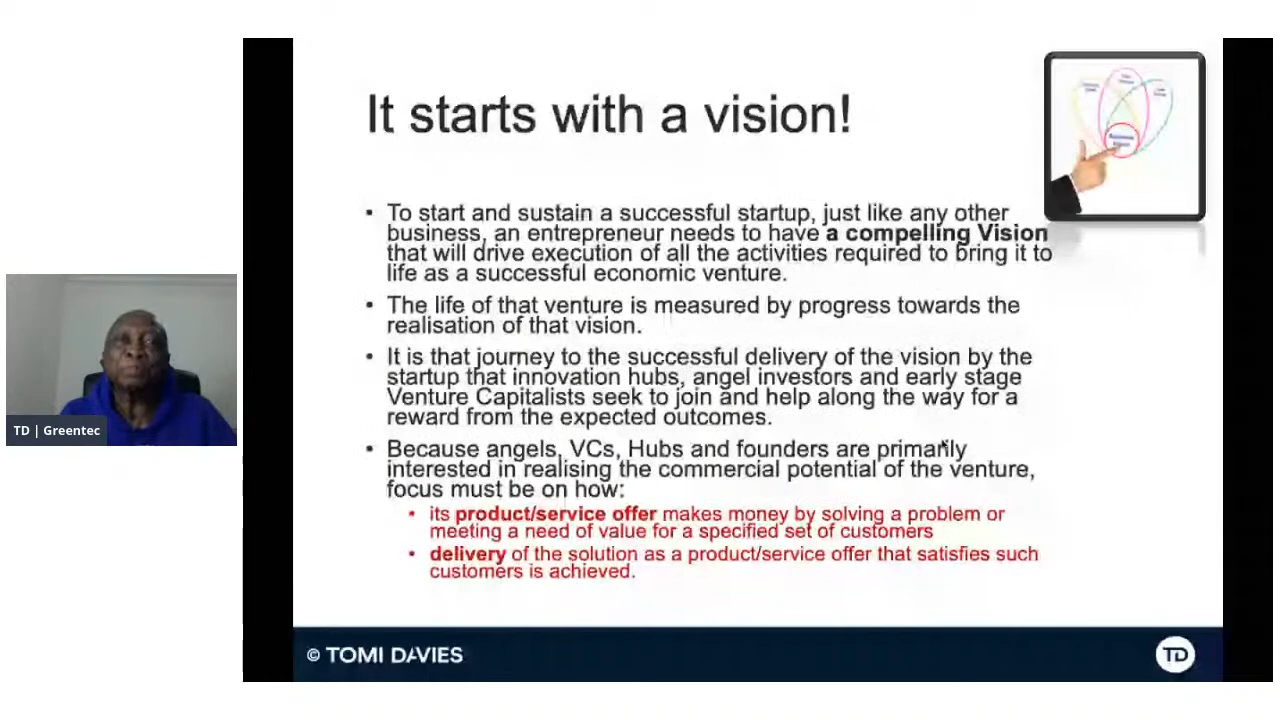 It starts with a vision!
• To start and sustain a successful startup, just like any other
business, an entrepreneur needs to have a compelling Vision
that will drive execution of all the activities required to bring it to
life as a successful economic venture.
• The life of that venture is measured by progress towards the
realisation of that vision.
• It is that journey to the successful delivery of the vision by the
startup that innovation hubs, angel investors and early stage
Venture Capitalists seek to join and help along the way for a
reward from the expected outcomes.
• Because angels, VCs, Hubs and founders are primarily
interested in realising the commercial potential of the venture,
focus must be on how:
• its product/service offer makes money by solving a problem or
meeting a need of value for a specified set of customers
• delivery of the solution as a product/service offer that satisfies such
customers is achieved.
TD | Greentec
© TOMI DAVIES
TD